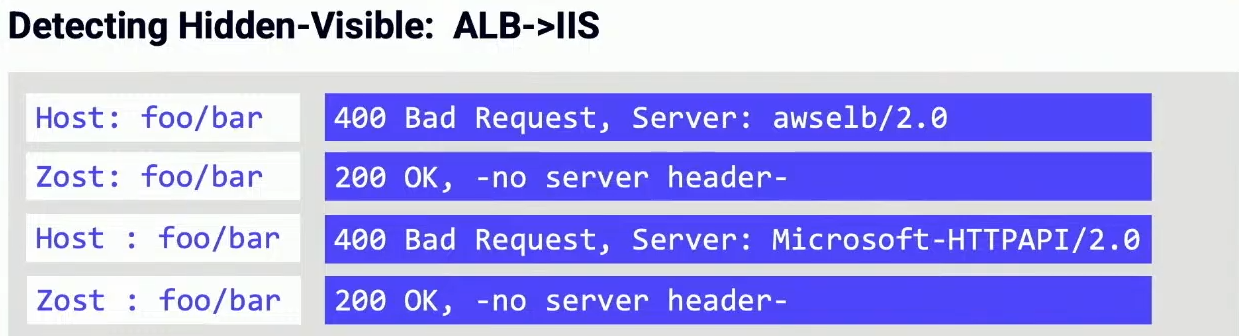 Detecting Hidden-Visible: ALB->IIS
Host: foo/bar 400 Bad Request, Server: awselb/2.0
Zost: foo/bar 200 OK, -no server header-
Host : foo/bar 400 Bad Request, Server: Microsoft-HTTPAPI/2.0
Zost : foo/bar 200 OK, -no server header-